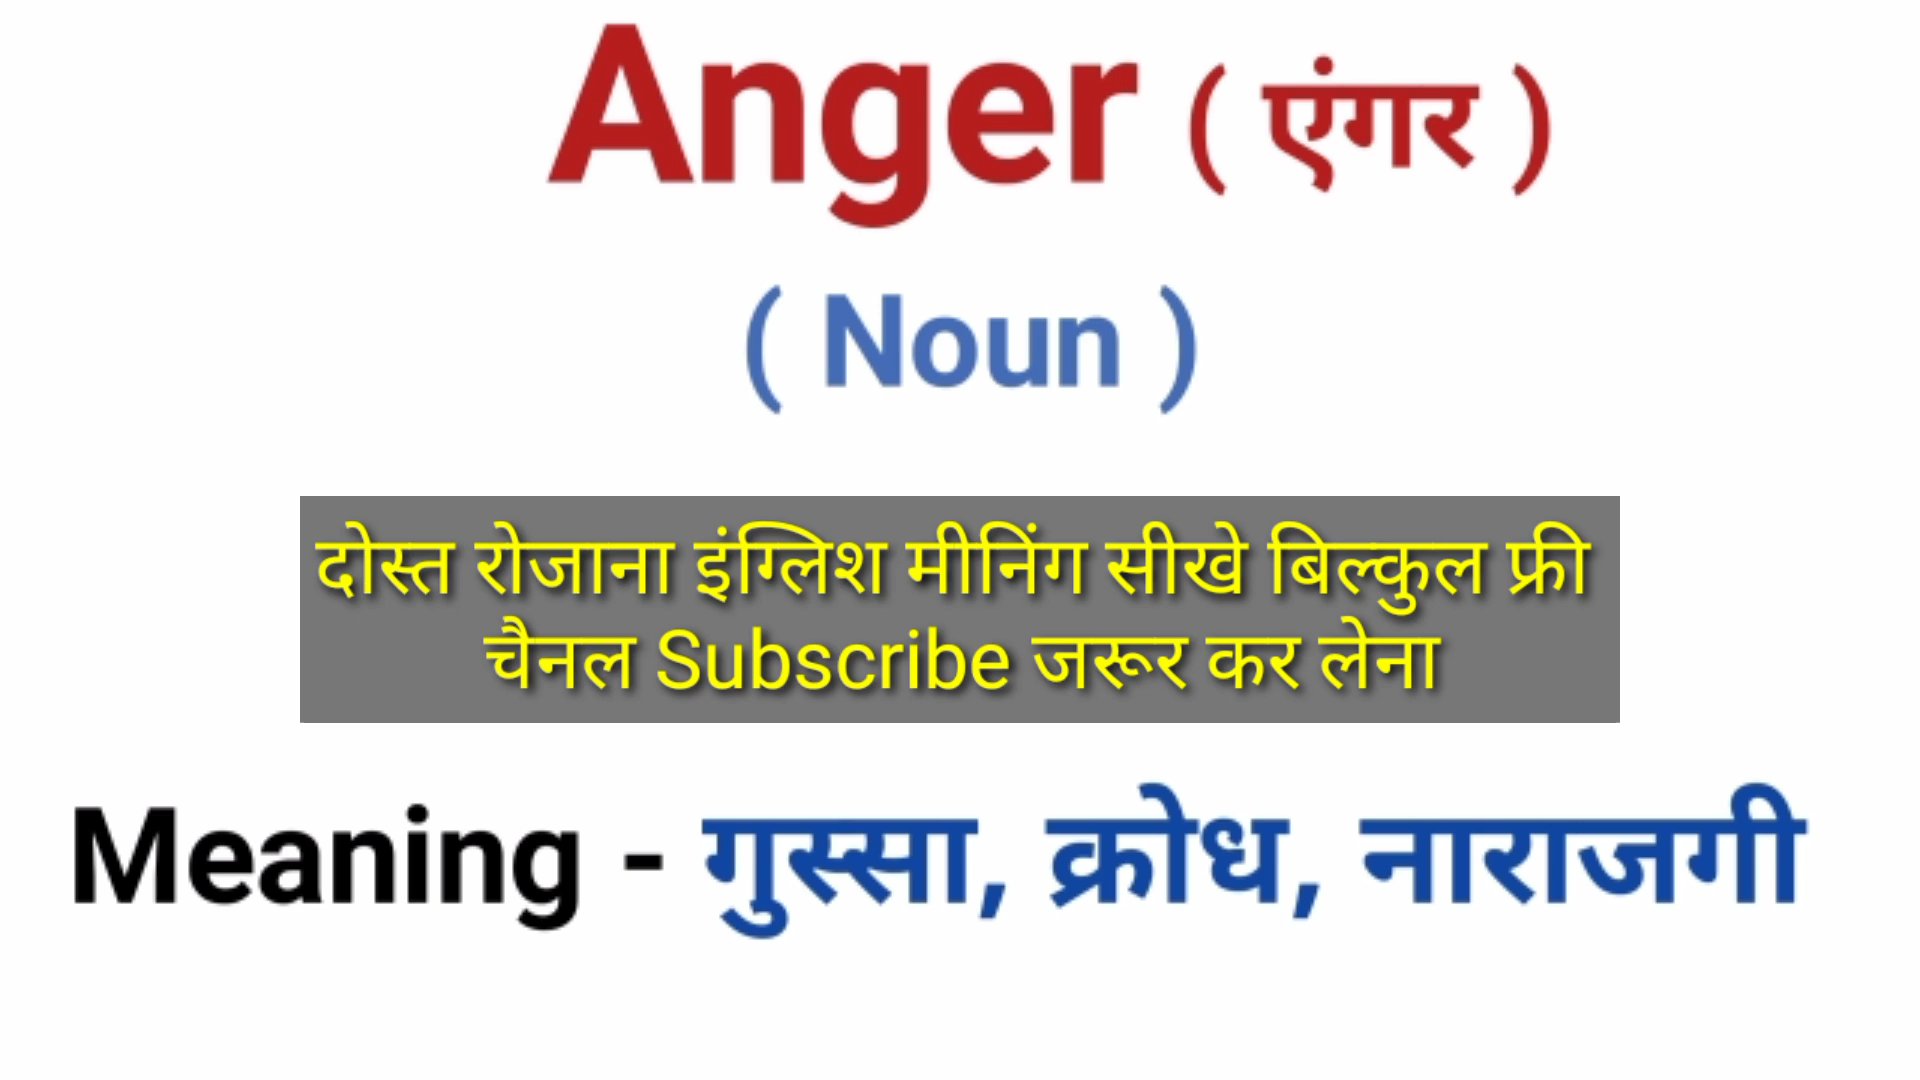 Anger ( एंगर )
( Noun )
दोस्त रोजाना इंग्लिश मीनिंग सीखे बिल्कुल फ्री
चैनल Subscribe जरूर कर लेना
Meaning - गुस्सा, क्रोध, नाराजगी